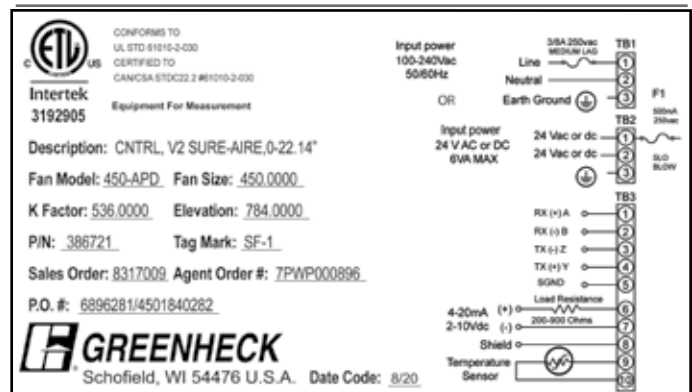 CONFORMS TO
UL STD 61010-2-030
CERTIFIED TO
CAN/CSA STDC22 2 #61010-2-030
C ETL US
Intertek
3192905
Equipment For Measurement
Description: CNTRL, V2 SURE-AIRE,0-22.14"
Fan Model: 450-APD Fan Size: 450.0000
K Factor: 536.0000 Elevation: 784.0000
P/N: 386721 Tag Mark: SF-1
Sales Order: 8317009 Agent Order #: 7PWP000896
P.O. #: 6896281/4501840282
GREENHECK
Schofield, WI 54476 U.S.A. Date Code: 8/20
Input power
100-240Vac
50/60Hz
OR
Input power
24 V AC or DC
6VA MAX
3/8A 250vac
MEDIUM LAG
TB1
Line 1
Neutral 2
Earth Ground 3
F1
500mA
250vac
TB2
24 Vac or dc 1
24 Vac or dc 2
3
SLO
BLOW
TB3
RX (+) A 1
RX (-) B 2
TX (-) Z 3
TX (+) Y 4
SGND 5
Load Resistance
4-20mA (+) 6
2-10Vdc (-) 200-900 Ohms 7
Shield 8
Temperature 9
Sensor 10